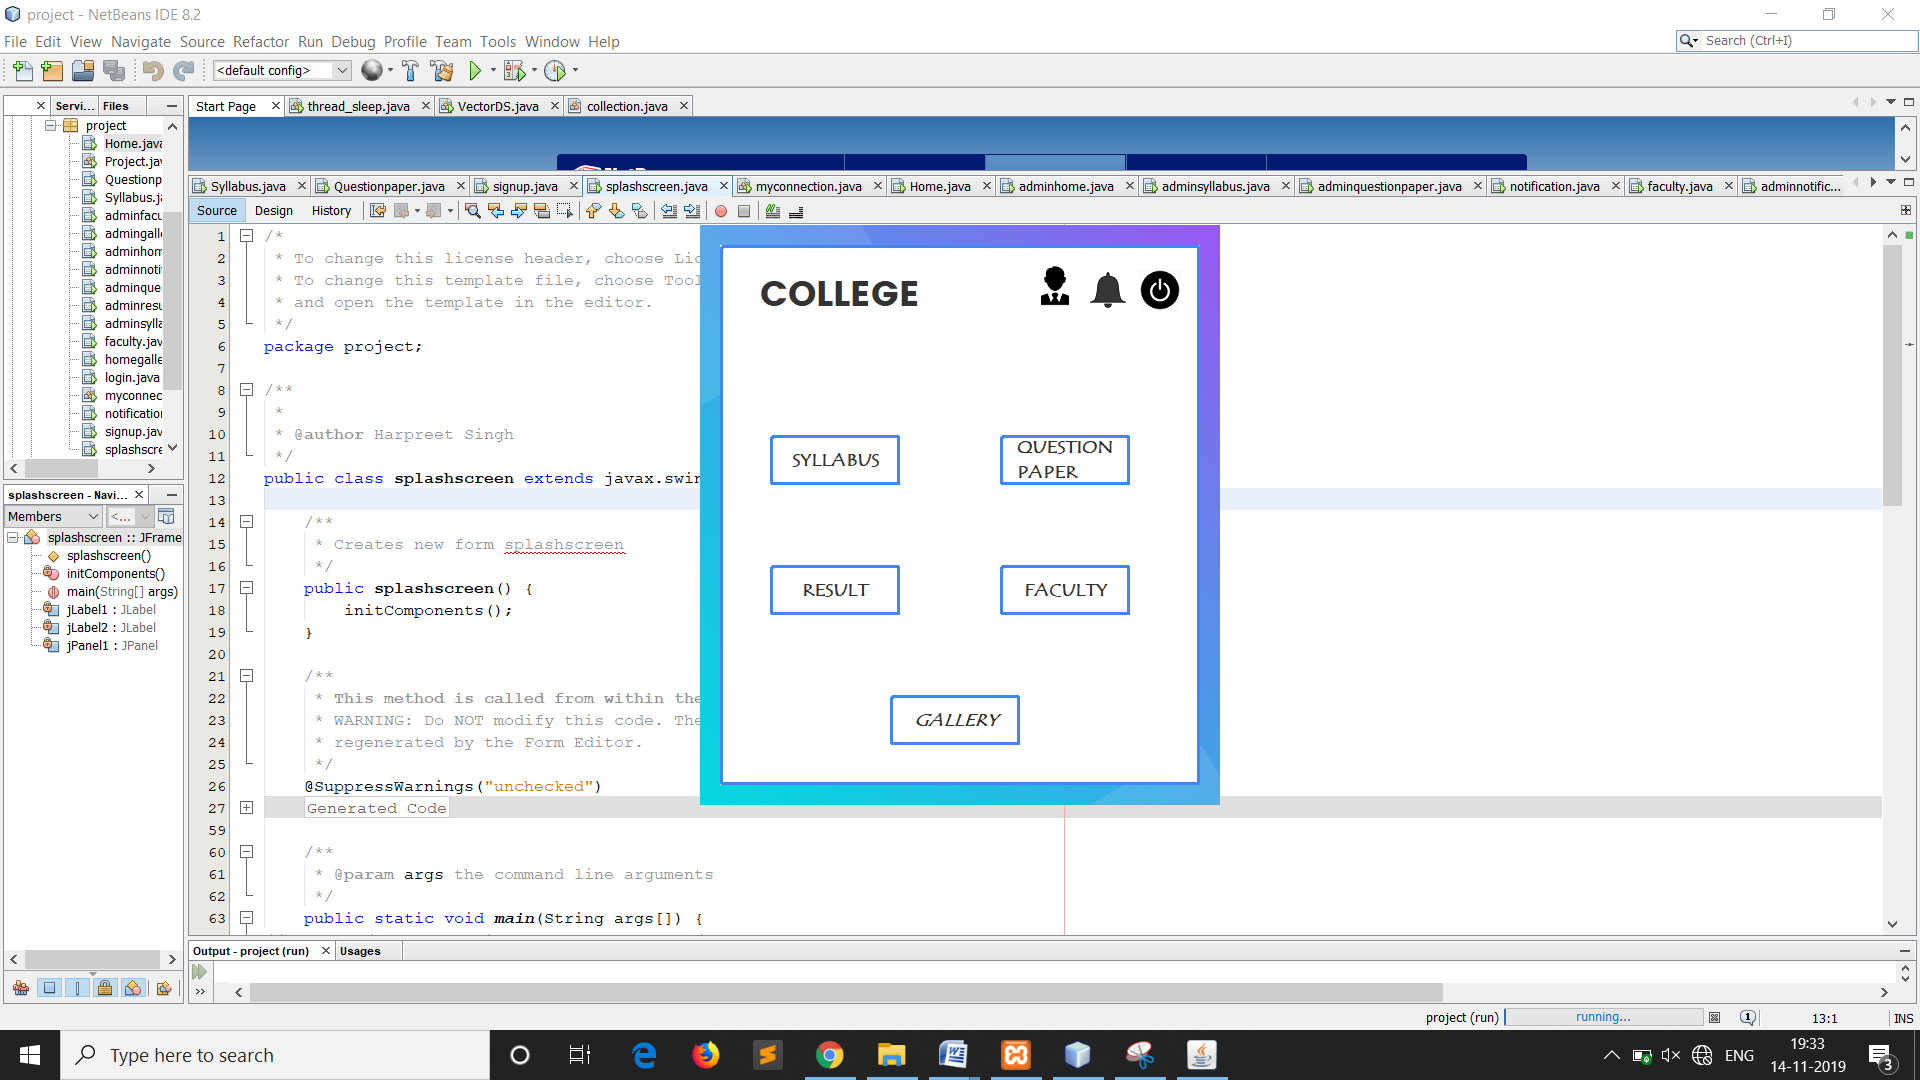 project - NetBeans IDE 8.2
File Edit View Navigate Source Refactor Run Debug Profile Team Tools Window Help
Search (Ctrl+I)
<default config>
Servi... Files
Start Page thread_sleep.java VectorDS.java collection.java
project
Home.java
Project.jav
Questionp
Syllabus.ja
adminfacu
admingalle
adminhom
adminnoti
adminque
adminresu
adminsylla
faculty.jav
homegalle
login.java
myconnec
notification
signup.jav
splashscre
Syllabus.java Questionpaper.java signup.java splashscreen.java myconnection.java Home.java adminhome.java adminsyllabus.java adminquestionpaper.java notification.java faculty.java adminnotific...
Source Design History
1 /*
2 * To change this license header, choose Lic
3 * To change this template file, choose Tool
4 * and open the template in the editor.
5 */
6 package project;
7
8 /**
9 *
10 * @author Harpreet Singh
11 */
12 public class splashscreen extends javax.swin
13
14 /**
15 * Creates new form splashscreen
16 */
17 public splashscreen() {
18 initComponents();
19 }
20
21 /**
22 * This method is called from within the
23 * WARNING: Do NOT modify this code. The
24 * regenerated by the Form Editor.
25 */
26 @SuppressWarnings("unchecked")
27 Generated Code
59
60 /**
61 * @param args the command line arguments
62 */
63 public static void main(String args[]) {
COLLEGE
SYLLABUS
QUESTION
PAPER
RESULT
FACULTY
GALLERY
splashscreen - Navi...
Members <...
splashscreen :: JFrame
splashscreen()
initComponents()
main(String[] args)
jLabel1 : JLabel
jLabel2 : JLabel
jPanel1 : JPanel
Output - project (run) Usages
project (run) running... 1 13:1 INS
Type here to search
ENG
19:33
14-11-2019
3